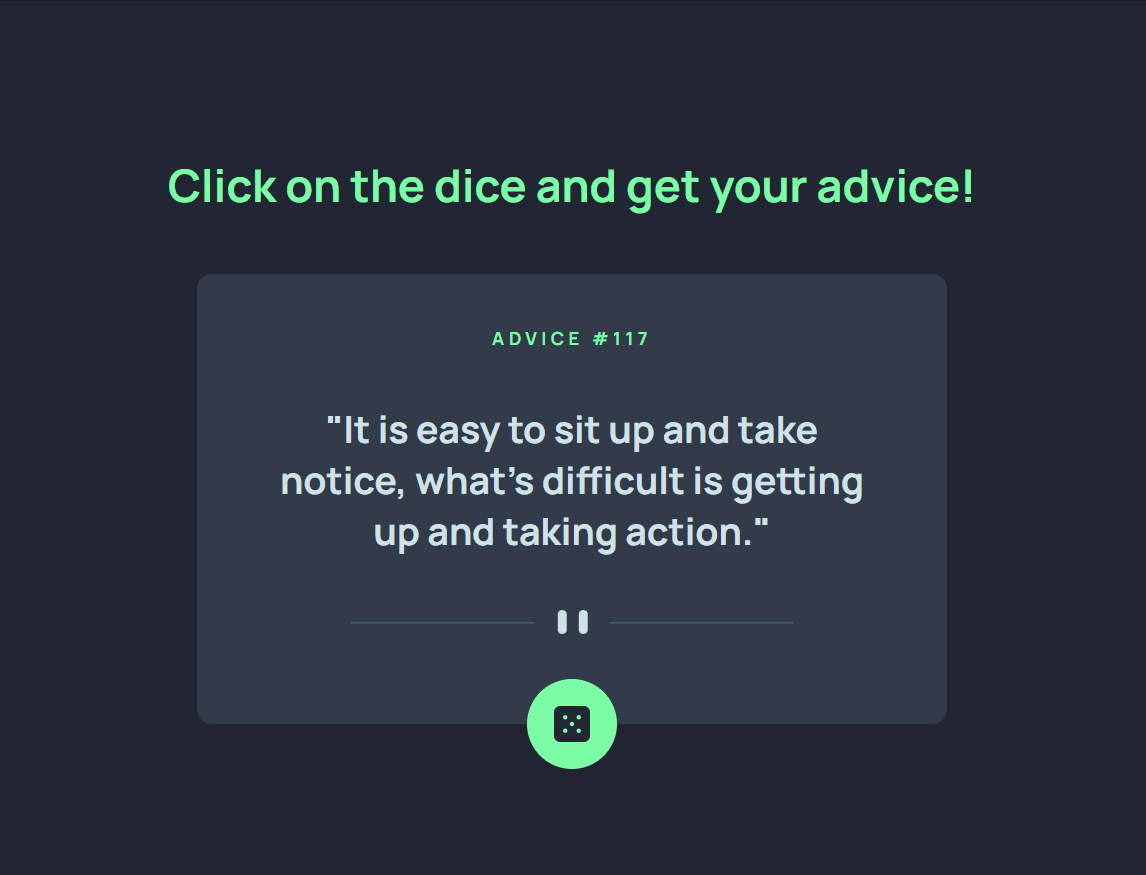 Click on the dice and get your advice!
ADVICE #117
"It is easy to sit up and take
notice, what’s difficult is getting
up and taking action."